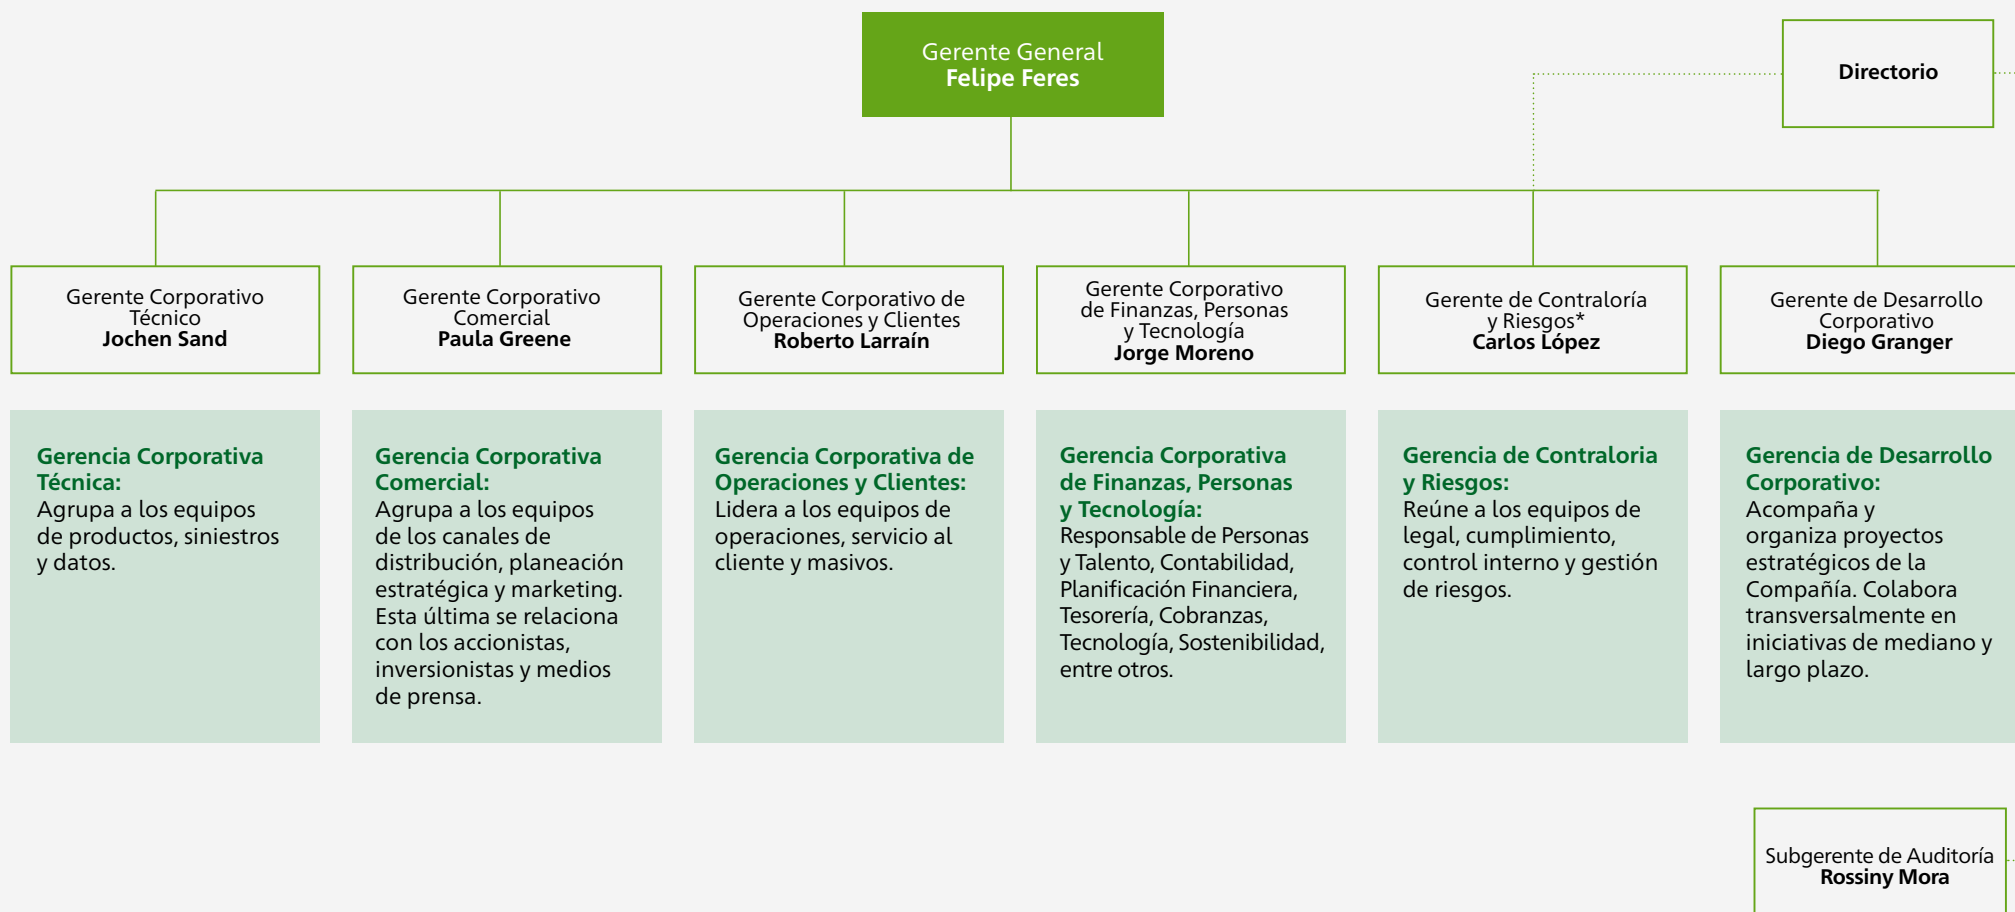 Gerente General
Felipe Feres
Directorio
Gerente Corporativo
Técnico
Jochen Sand
Gerente Corporativo
Comercial
Paula Greene
Gerente Corporativo de
Operaciones y Clientes
Roberto Larraín
Gerente Corporativo
de Finanzas, Personas
y Tecnología
Jorge Moreno
Gerente de Contraloría
y Riesgos*
Carlos López
Gerente de Desarrollo
Corporativo
Diego Granger
Gerencia Corporativa
Técnica:
Agrupa a los equipos
de productos, siniestros
y datos.
Gerencia Corporativa
Comercial:
Agrupa a los equipos
de los canales de
distribución, planeación
estratégica y marketing.
Esta última se relaciona
con los accionistas,
inversionistas y medios
de prensa.
Gerencia Corporativa de
Operaciones y Clientes:
Lidera a los equipos de
operaciones, servicio al
cliente y masivos.
Gerencia Corporativa
de Finanzas, Personas
y Tecnología:
Responsable de Personas
y Talento, Contabilidad,
Planificación Financiera,
Tesorería, Cobranzas,
Tecnología, Sostenibilidad,
entre otros.
Gerencia de Contraloria
y Riesgos:
Reúne a los equipos de
legal, cumplimiento,
control interno y gestión
de riesgos.
Gerencia de Desarrollo
Corporativo:
Acompaña y
organiza proyectos
estratégicos de la
Compañía. Colabora
transversalmente en
iniciativas de mediano y
largo plazo.
Subgerente de Auditoría
Rossiny Mora